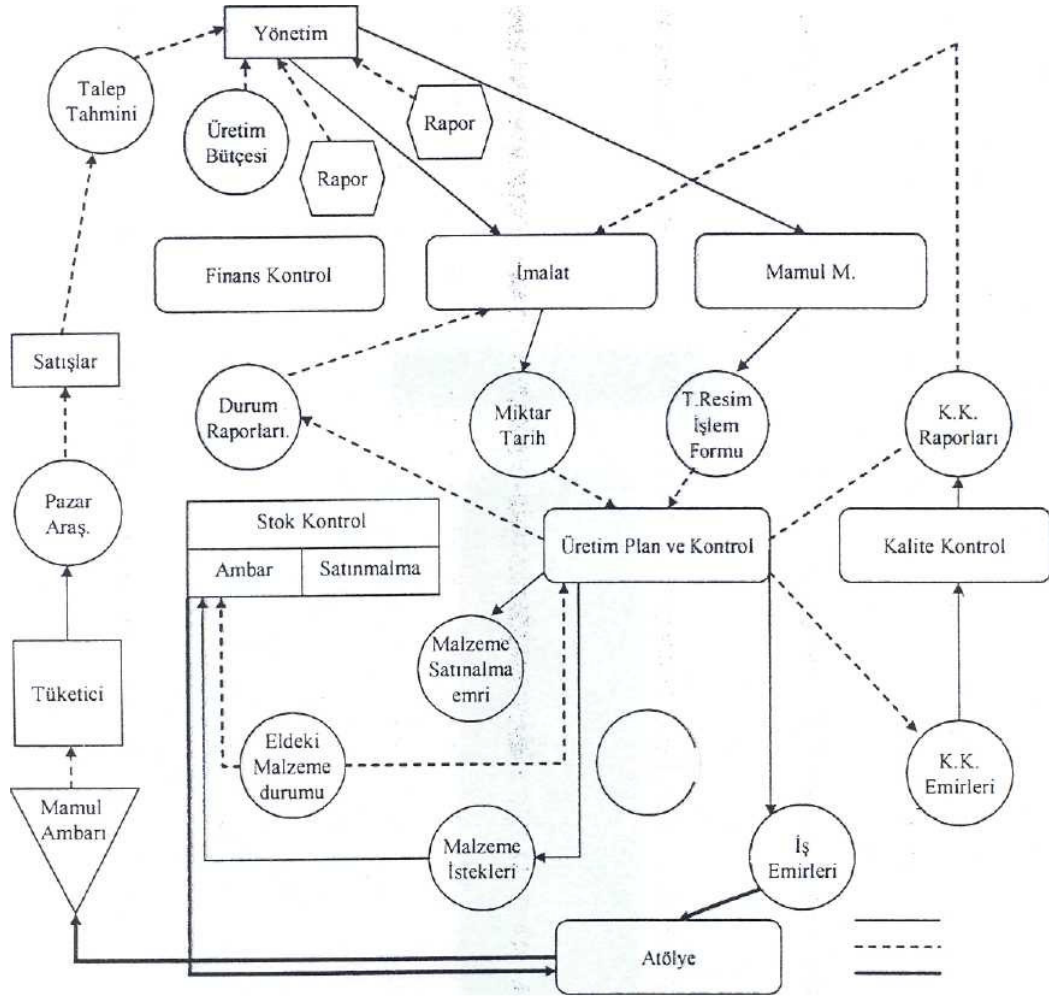 Yönetim
Talep
Tahmini
Üretim
Bütçesi
Rapor
Rapor
Finans Kontrol
İmalat
Mamul M.
Satışlar
Durum
Raporları.
Miktar
Tarih
T.Resim
İşlem
Formu
K.K.
Raporları
Pazar
Araş.
Stok Kontrol
Ambar
Satınmalma
Üretim Plan ve Kontrol
Kalite Kontrol
Malzeme
Satınalma
emri
Tüketici
Eldeki
Malzeme
durumu
K.K.
Emirleri
Mamul
Ambarı
Malzeme
İstekleri
İş
Emirleri
Atölye